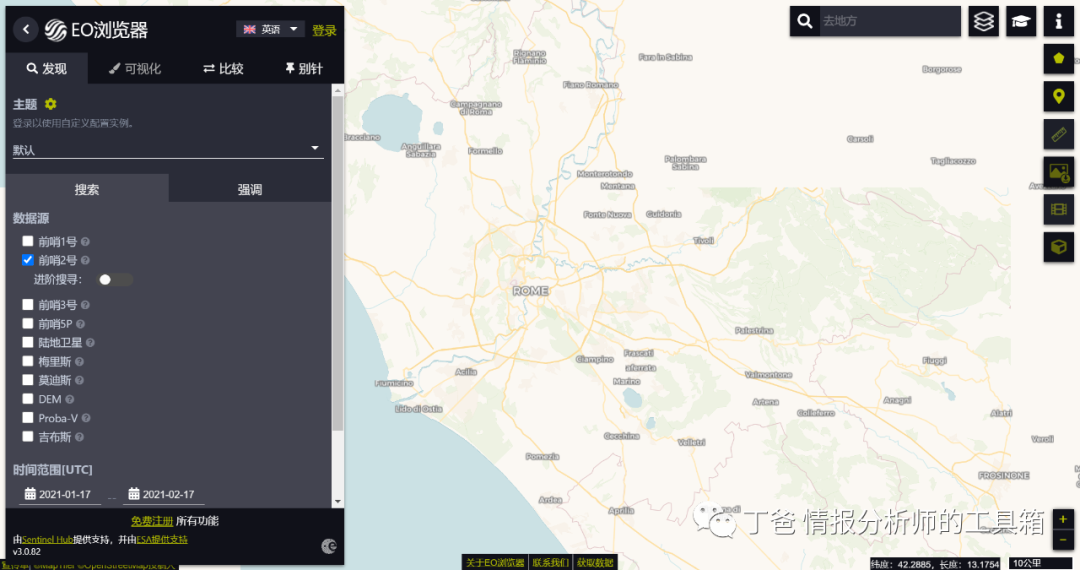 EO浏览器
英语
登录
发现
可视化
比较
别针
主题
登录以使用自定义配置实例。
默认
搜索
强调
数据源
前哨1号
前哨2号
进阶搜寻:
前哨3号
前哨5P
陆地卫星
梅里斯
莫迪斯
DEM
Proba-V
吉布斯
时间范围[UTC]
2021-01-17
2021-02-17
免费注册 所有功能
由Sentinel Hub提供支持，并由ESA提供支持
v3.0.82
去地方
Rignano Flaminio
Fara in Sabina
Borgorose
Fiano Romano
Campagnano di Roma
Bracciano
Anguillara Sabazia
Formello
Carsoli
Palombara Sabina
Tagliacozzo
Monterotondo
Mentana
Fonte Nuova
Guidonia
Tivoli
ROME
Palestrina
Ciampino
Frascati
Fiuggi
Acilia
Valmontone
Fiumicino
Marino
Artena
Anagni
Lido di Ostia
Colleferro
Alatri
Cecchina
Velletri
Veroli
Pomezia
FROSINONE
Ardea
Aprilia
丁爸 情报分析师的工具箱
关于EO浏览器
联系我们
获取数据
纬度：42.2885，长度：13.1754
10公里